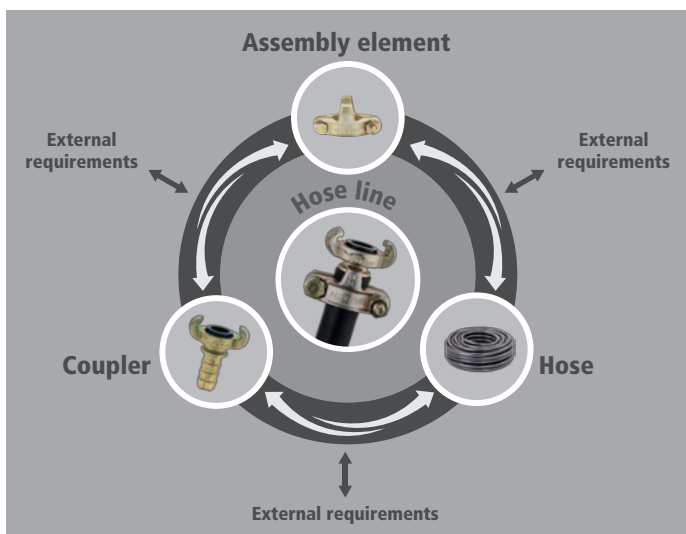 Assembly element
External
requirements
External
requirements
Hose line
Coupler
Hose
External requirements